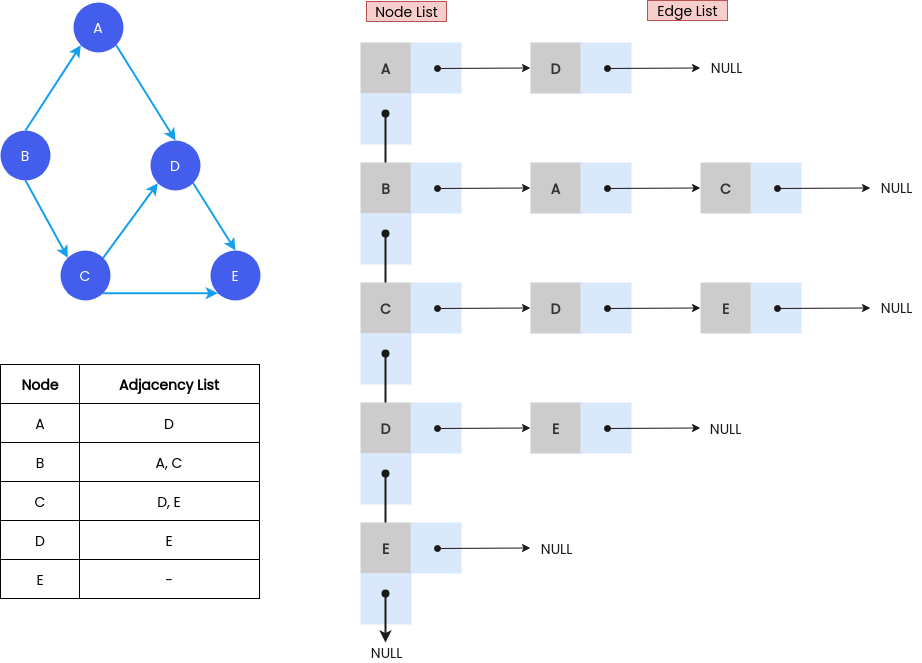 Node List
Edge List
A
B
C
D
E
A D NULL
B A C NULL
C D E NULL
D E NULL
E NULL
NULL
Node Adjacency List
A D
B A, C
C D, E
D E
E -